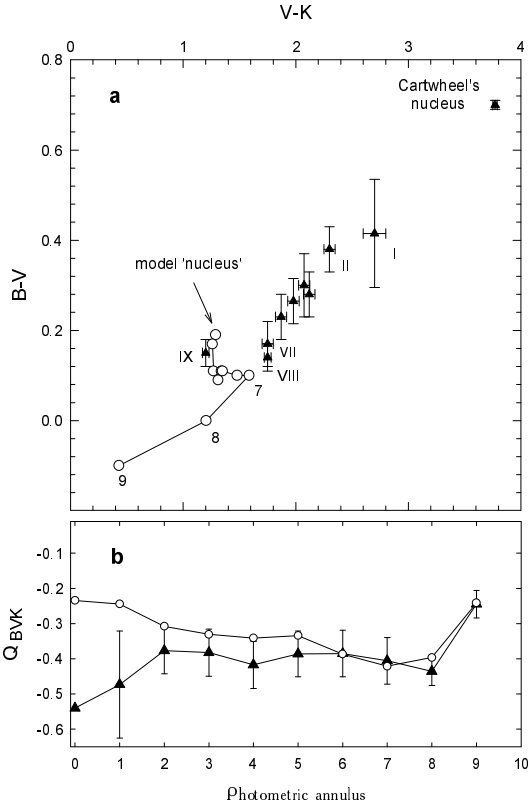 V-K
0 1 2 3 4
0.8
a
Cartwheel's
nucleus
0.6
0.4
I
II
B-V
model 'nucleus'
0.2
IX
VII
VIII
7
0.0
8
9
b
-0.1
-0.2
-0.3
Q BVK
-0.4
-0.5
-0.6
0 1 2 3 4 5 6 7 8 9 10
Photometric annulus